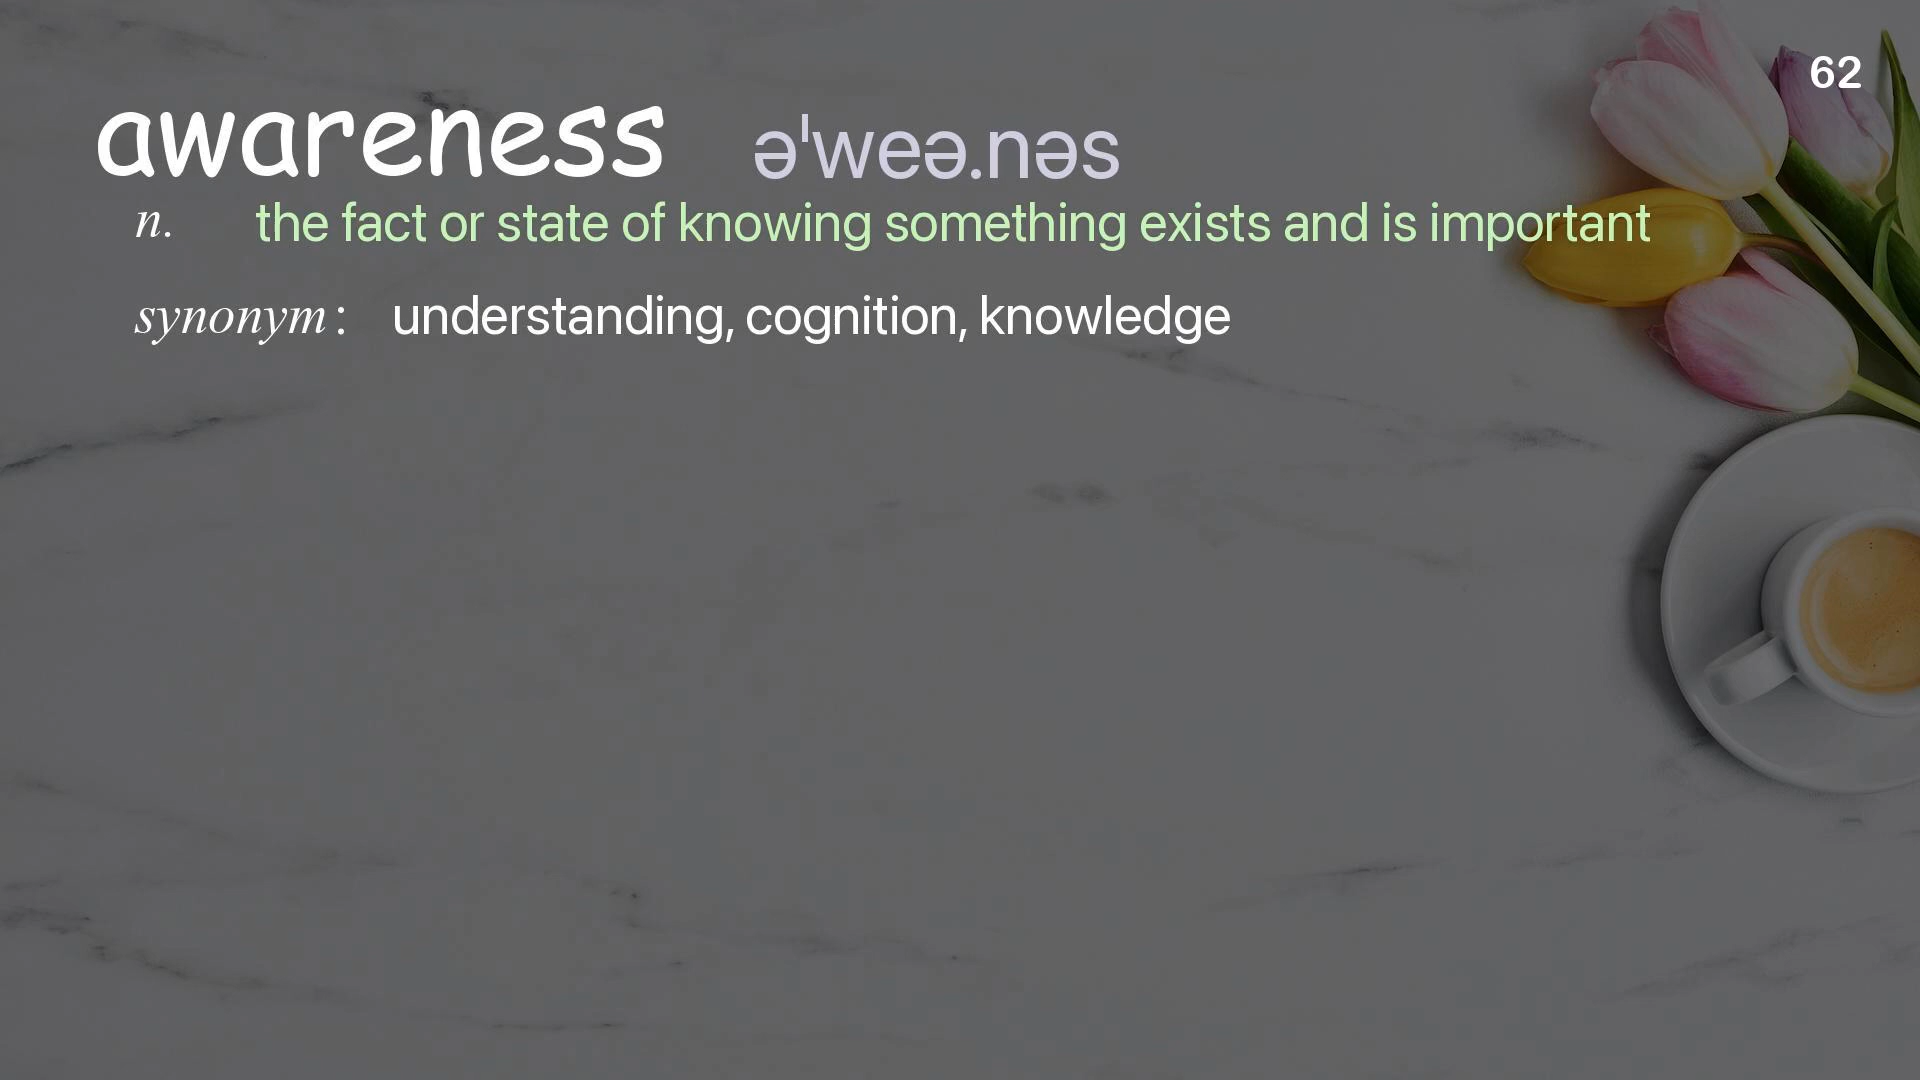 62
awareness əˈweə.nəs
n. the fact or state of knowing something exists and is important
synonym: understanding, cognition, knowledge